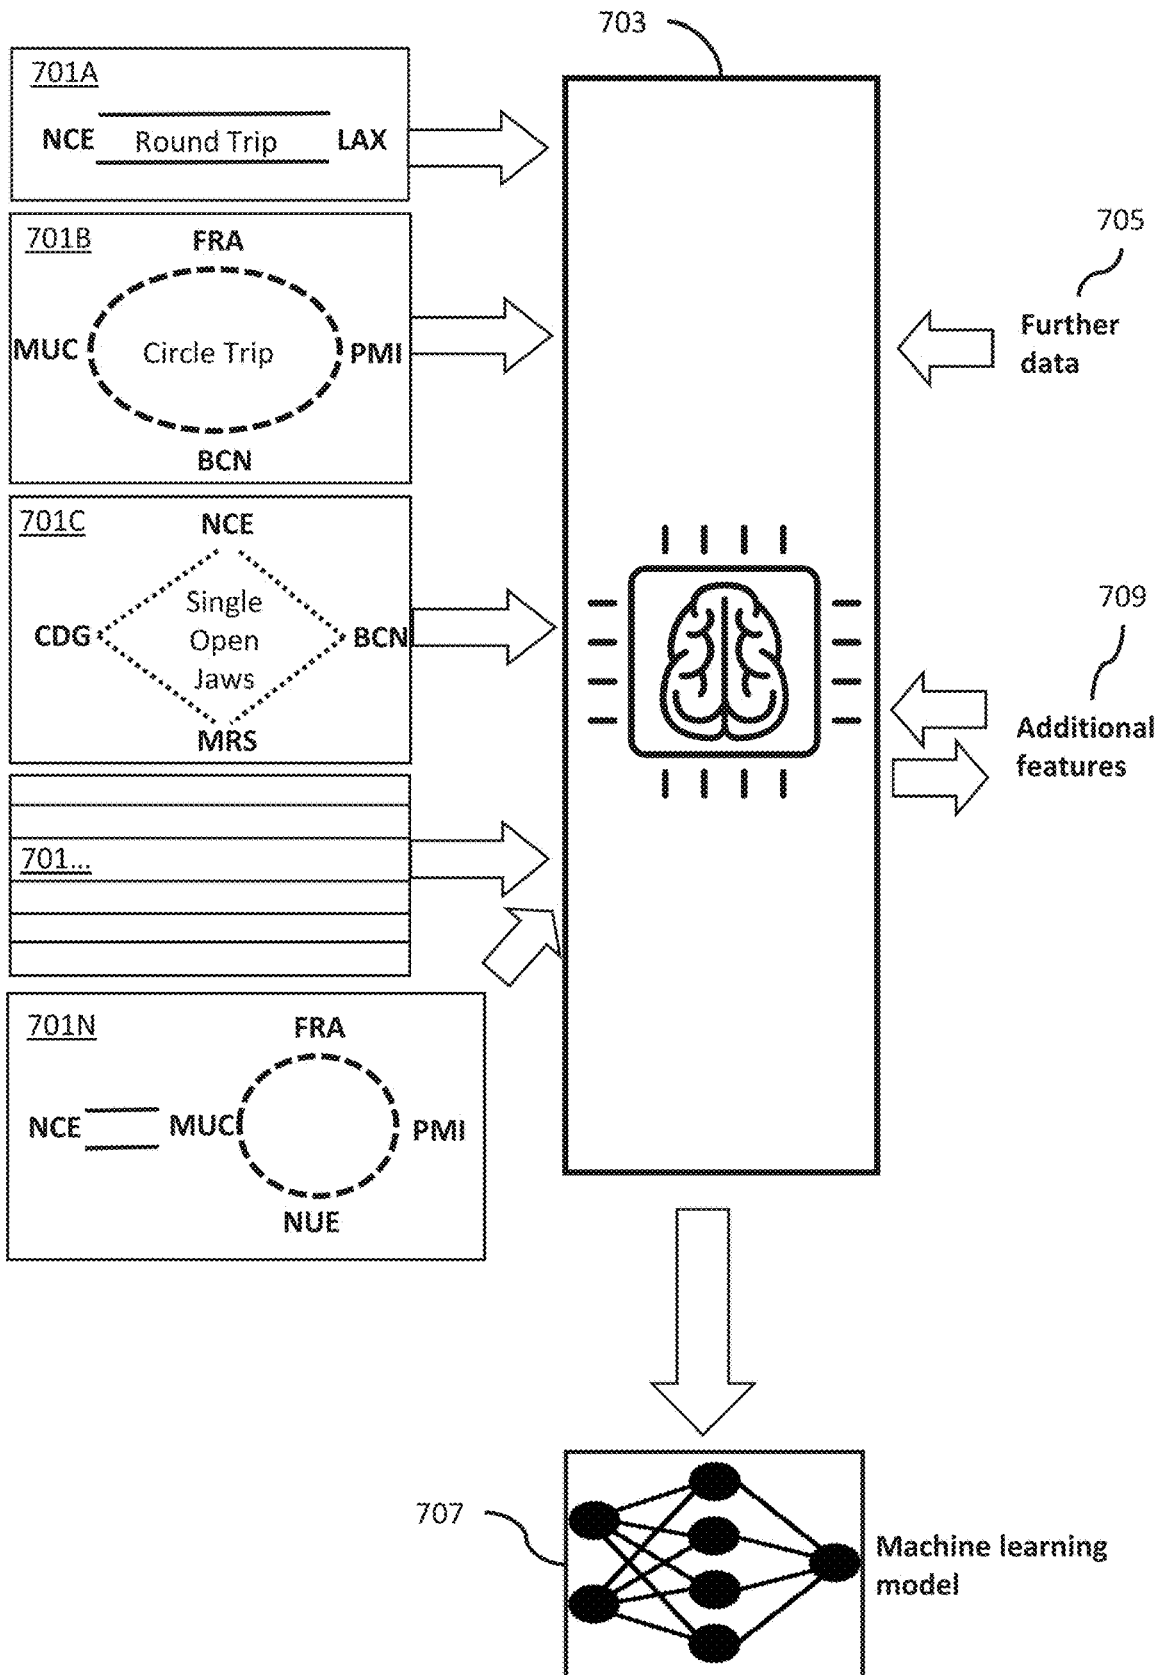 703
701A
NCE Round Trip LAX
701B
FRA
MUC Circle Trip PMI
BCN
701C
NCE
Single
CDG Open BCN
Jaws
MRS
701...
701N
FRA
NCE MUC PMI
NUE
705
Further
data
709
Additional
features
707
Machine learning
model